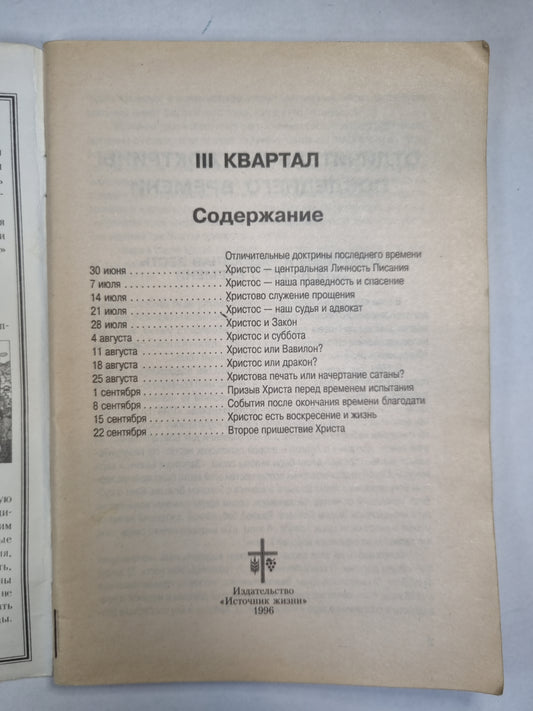 III КВАРТАЛ
Содержание
Отличительные доктрины последнего времени
30 июня ..................... Христос — центральная Личность Писания
7 июля ..................... Христос — наша праведность и спасение
14 июля ..................... Христово служение прощения
21 июля ..................... Христос — наш судья и адвокат
28 июля ..................... Христос и Закон
4 августа ................... Христос и суббота
11 августа .................. Христос или Вавилон?
18 августа .................. Христос или дракон?
25 августа .................. Христова печать или начертание сатаны?
1 сентября .................. Призыв Христа перед временем испытания
8 сентября .................. События после окончания времени благодати
15 сентября ................. Христос есть воскресение и жизнь
22 сентября ................. Второе пришествие Христа
Издательство
«Источник жизни»
1996